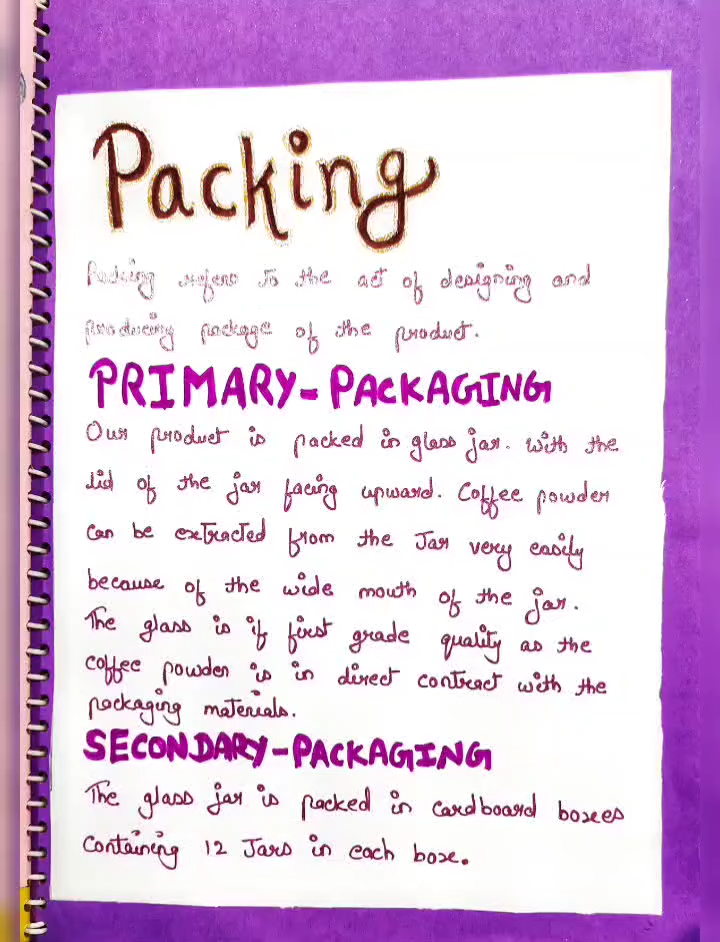 Packing
Packing refers to the act of designing and
producing package of the product.
PRIMARY-PACKAGING
Our product is packed in glass jar. With the
lid of the jar facing upward. Coffee powder
can be extracted from the Jar very easily
because of the wide mouth of the jar.
The glass is if first grade quality as the
coffee powder is in direct contract with the
packaging materials.
SECONDARY-PACKAGING
The glass jar is packed in cardboard boxes
Containing 12 Jars in each box.